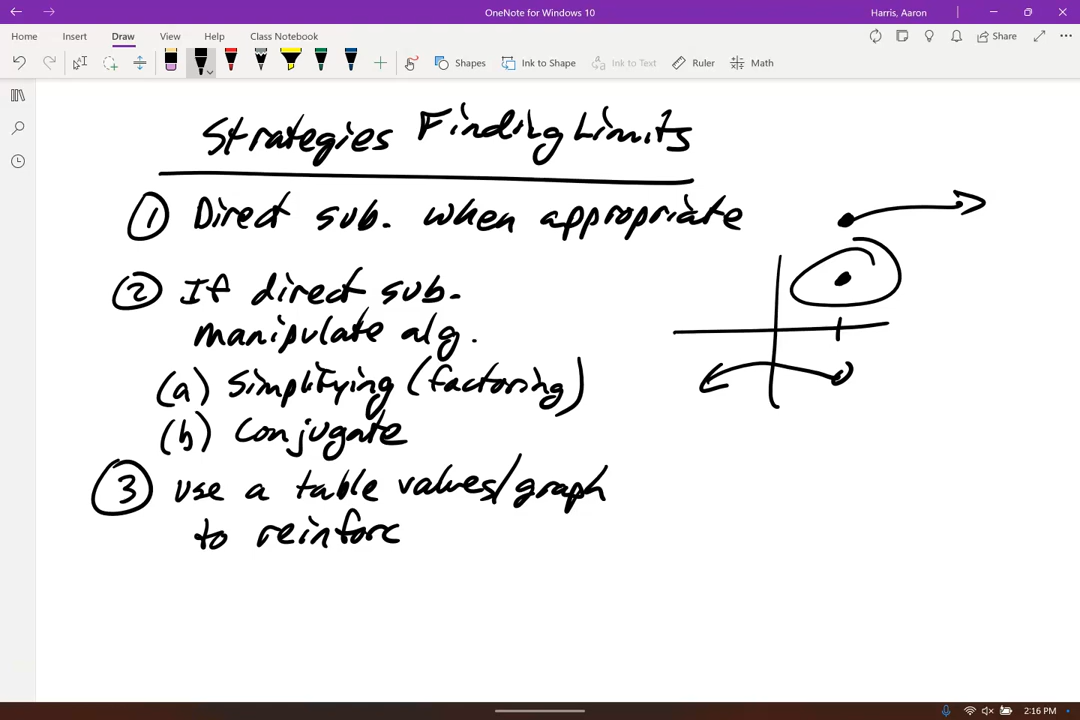 OneNote for Windows 10
Harris, Aaron
Home Insert Draw View Help Class Notebook
Share
Shapes Ink to Shape Ink to Text Ruler Math
Strategies Finding Limits
1 Direct sub. when appropriate
2 If direct sub.
manipulate alg.
(a) Simplifying (factoring)
(b) Conjugate
3 use a table values/graph
to reinforc
2:16 PM